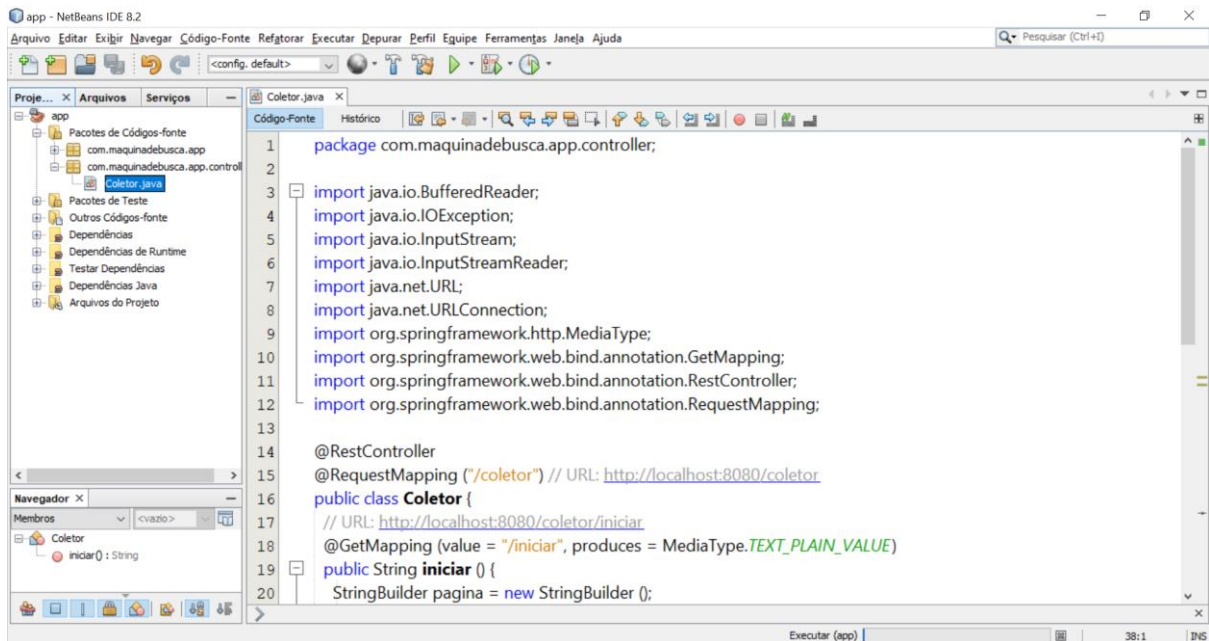 app - NetBeans IDE 8.2
Arquivo Editar Exibir Navegar Código-Fonte Refatorar Executar Depurar Perfil Equipe Ferramentas Janela Ajuda
Pesquisar (Ctrl+I)
<config. default>
Proje... Arquivos Serviços
app
Pacotes de Códigos-fonte
com.maquinadebusca.app
com.maquinadebusca.app.controll
Coletor.java
Pacotes de Teste
Outros Códigos-fonte
Dependências
Dependências de Runtime
Testar Dependências
Dependências Java
Arquivos do Projeto
Navegador
Membros <vazio>
Coletor
iniciar() : String
Coletor.java
Código-Fonte Histórico
1 package com.maquinadebusca.app.controller;
2
3 import java.io.BufferedReader;
4 import java.io.IOException;
5 import java.io.InputStream;
6 import java.io.InputStreamReader;
7 import java.net.URL;
8 import java.net.URLConnection;
9 import org.springframework.http.MediaType;
10 import org.springframework.web.bind.annotation.GetMapping;
11 import org.springframework.web.bind.annotation.RestController;
12 import org.springframework.web.bind.annotation.RequestMapping;
13
14 @RestController
15 @RequestMapping ("/coletor") // URL: http://localhost:8080/coletor
16 public class Coletor {
17 // URL: http://localhost:8080/coletor/iniciar
18 @GetMapping (value = "/iniciar", produces = MediaType.TEXT_PLAIN_VALUE)
19 public String iniciar () {
20 StringBuilder pagina = new StringBuilder ();
Executar (app) 38:1 INS